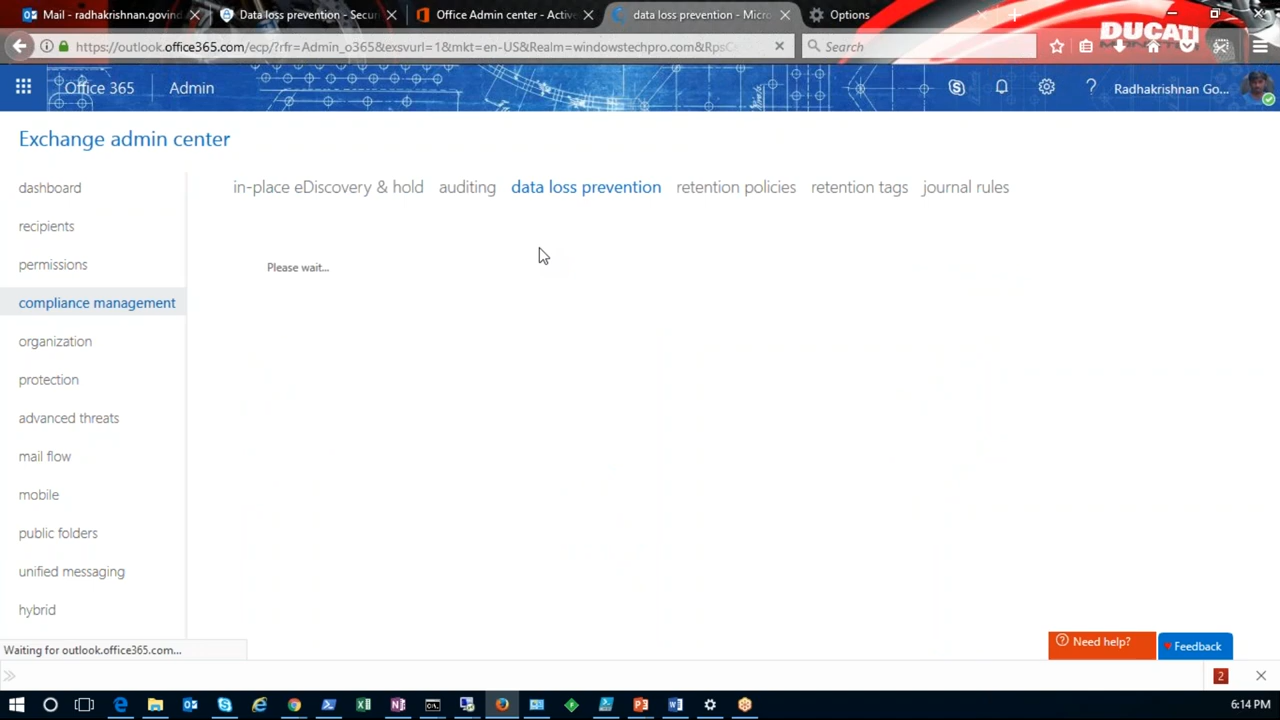 Mail - radhakrishnan.govind
Data loss prevention - Secur
Office Admin center - Active
data loss prevention - Micro
Options
https://outlook.office365.com/ecp/?rfr=Admin_o365&exsvurl=1&mkt=en-US&Realm=windowstechpro.com&RpsC
Search
DUCATI
Office 365
Admin
?
Radhakrishnan Go...
Exchange admin center
dashboard
in-place eDiscovery & hold auditing data loss prevention retention policies retention tags journal rules
recipients
permissions
Please wait...
compliance management
organization
protection
advanced threats
mail flow
mobile
public folders
unified messaging
hybrid
Need help?
Feedback
Waiting for outlook.office365.com...
2
6:14 PM